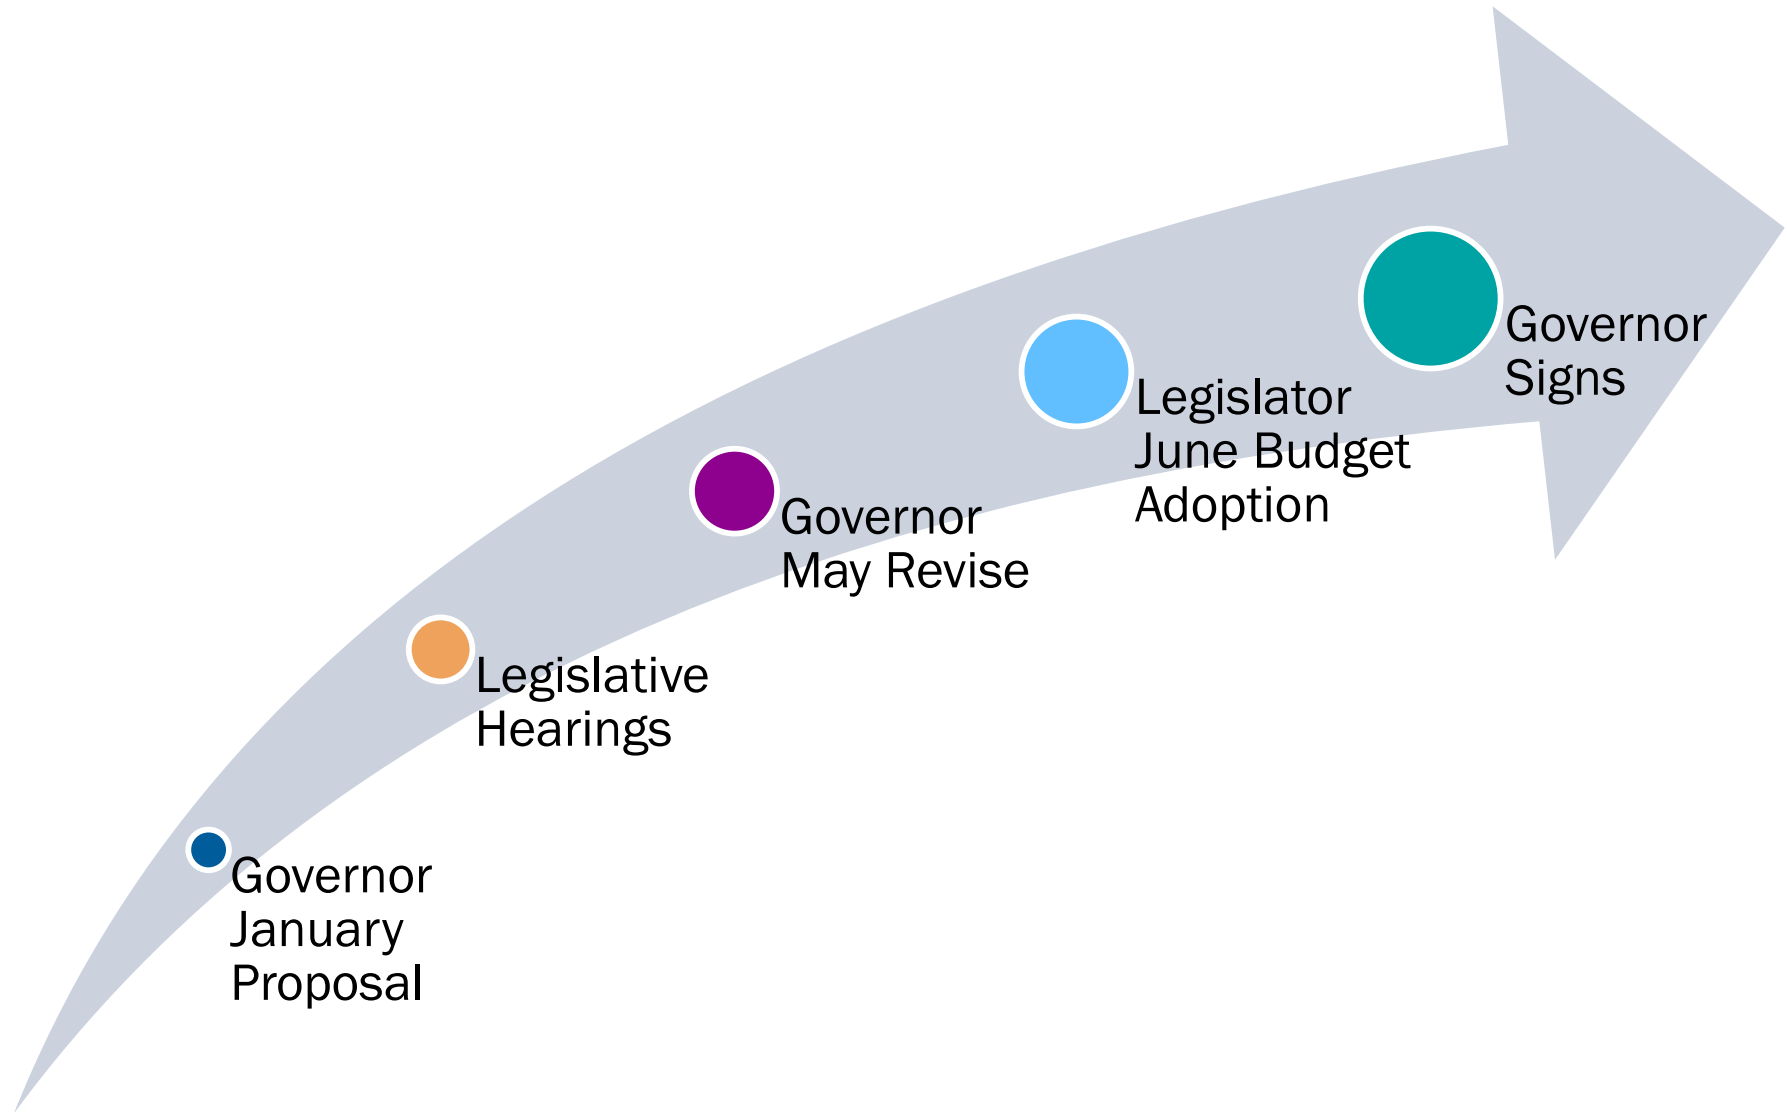 Governor
January
Proposal
Legislative
Hearings
Governor
May Revise
Legislator
June Budget
Adoption
Governor
Signs